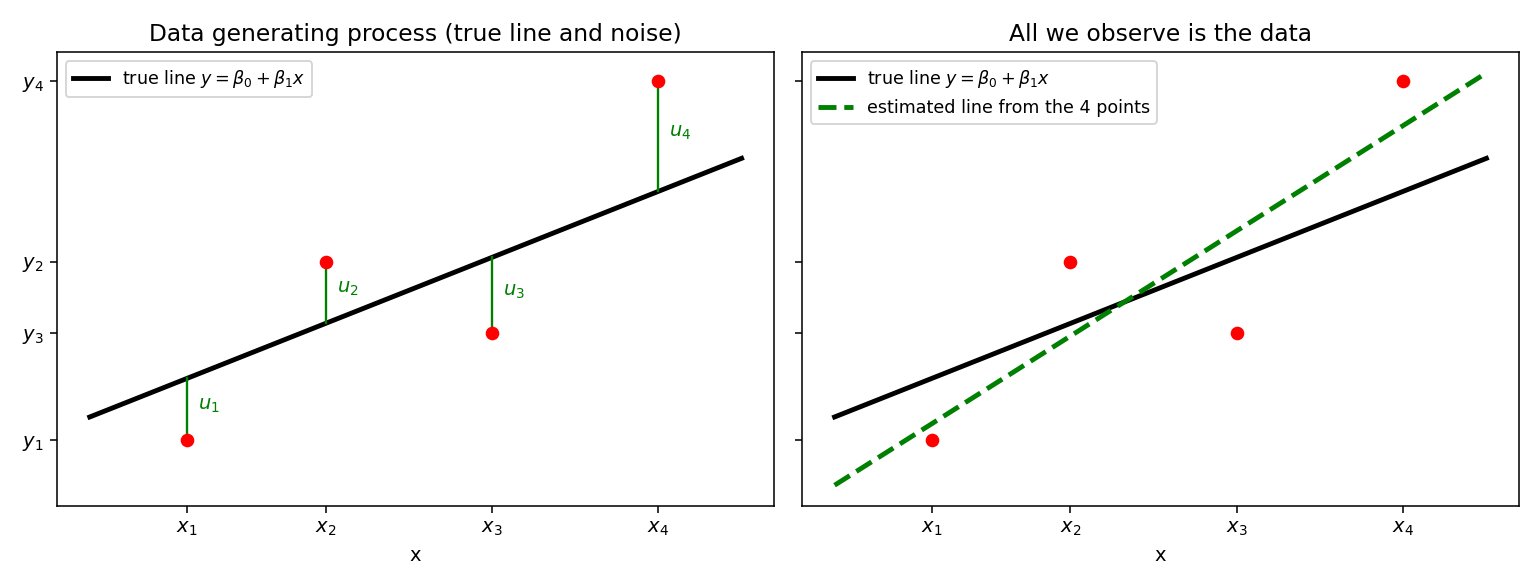 Data generating process (true line and noise)
true line y = β₀ + β₁x
y₄
y₂
y₃
y₁
u₁
u₂
u₃
u₄
x₁ x₂ x₃ x₄
x
All we observe is the data
true line y = β₀ + β₁x
estimated line from the 4 points
x₁ x₂ x₃ x₄
x